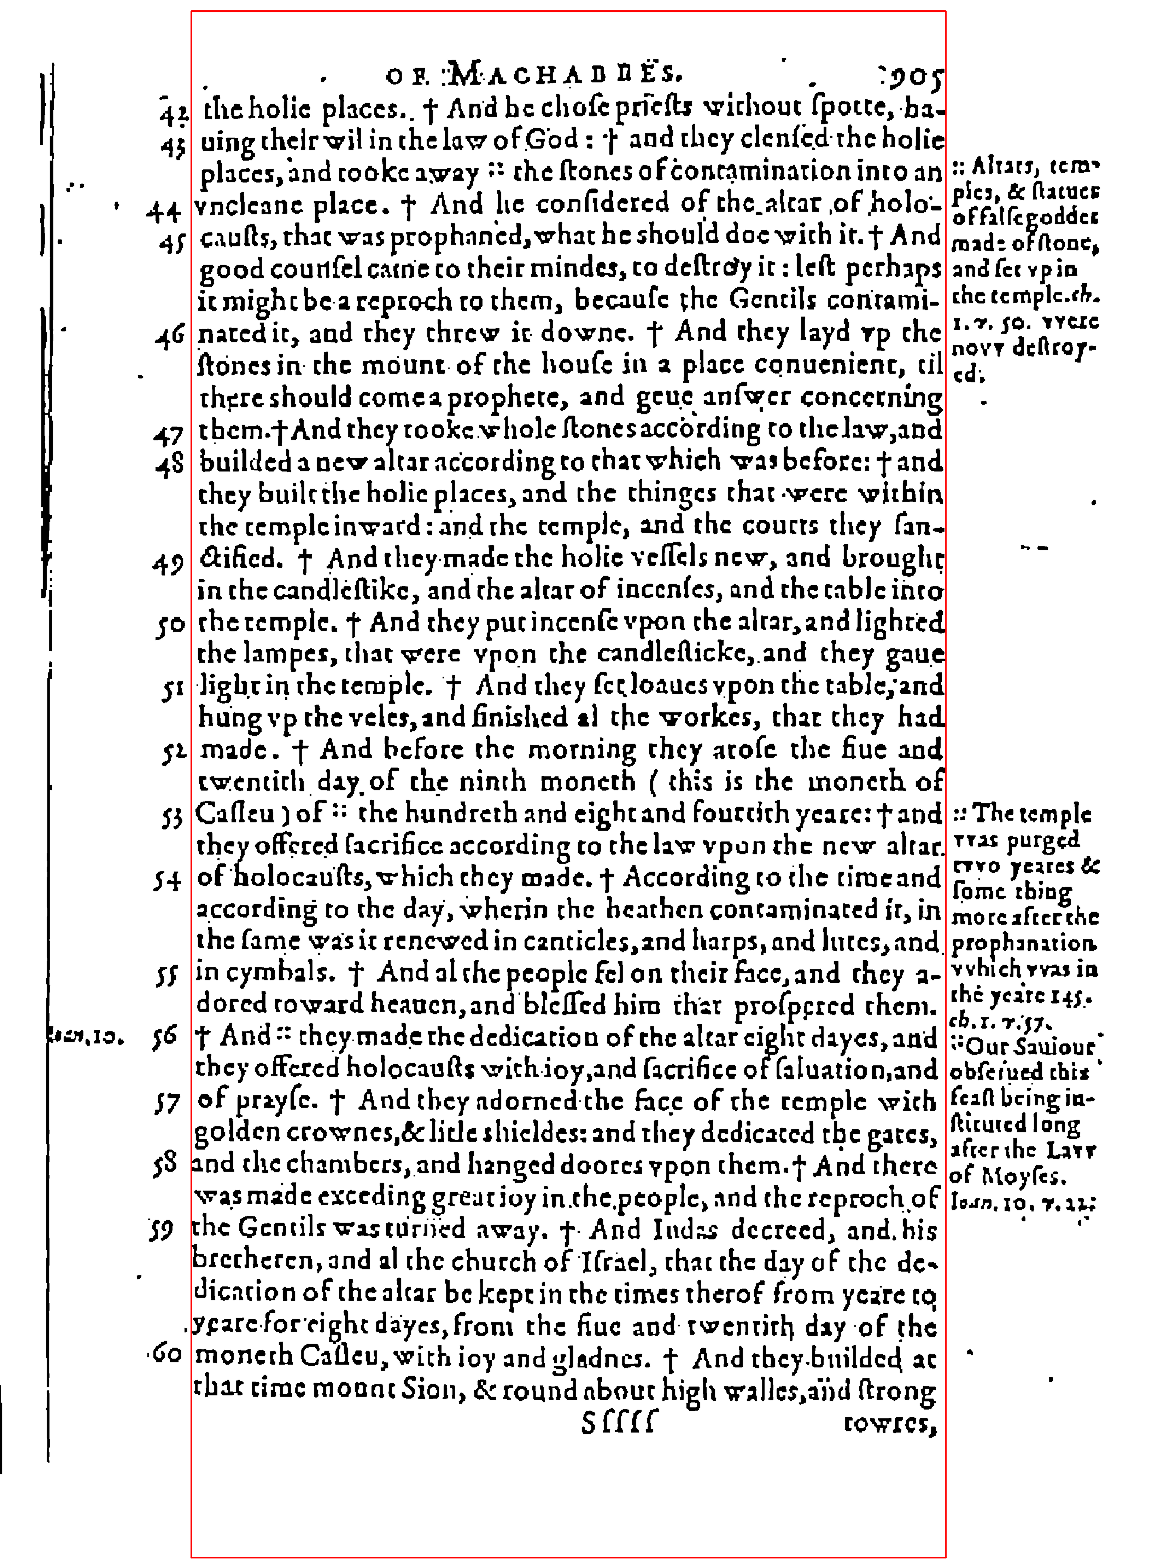 OF MACHABEES. 905
42 the holie places. † And he chose priests without spotte, ha-
43 uing their wil in the law of God : † and they clensed the holie
places, and tooke away :: the stones of contamination into an
44 vncleane place. † And he considered of the altar of holo-
45 causts, that was prophaned, what he should doe with it. † And
good counsel came to their mindes, to destroy it : lest perhaps
it might be a reproch to them, because the Gentils contami-
46 nated it, and they threw it downe. † And they layd vp the
stones in the mount of the house in a place conuenient, til
there should come a prophete, and geue answer concerning
47 them. † And they tooke whole stones according to the law, and
48 builded a new altar according to that which was before: † and
they built the holie places, and the thinges that were within
the temple inward: and the temple, and the courts they san-
49 ctified. † And they made the holie vessels new, and brought
in the candlestike, and the altar of incenses, and the table into
50 the temple. † And they put incense vpon the altar, and lighted
the lampes, that were vpon the candlesticke, and they gaue
51 light in the temple. † And they set loaues vpon the table, and
hung vp the veles, and finished al the workes, that they had
52 made. † And before the morning they arose the fiue and
twentith day of the ninth moneth ( this is the moneth of
53 Casleu ) of :: the hundreth and eight and fourtith yeare: † and
they offered sacrifice according to the law vpon the new altar
54 of holocausts, which they made. † According to the time and
according to the day, wherin the heathen contaminated it, in
the same was it renewed in canticles, and harps, and lutes, and
55 in cymbals. † And al the people fel on their face, and they a-
dored toward heauen, and blessed him that prospered them.
56 † And :: they made the dedication of the altar eight dayes, and
they offered holocausts with ioy, and sacrifice of saluation, and
57 of prayse. † And they adorned the face of the temple with
golden crownes, & litle shieldes: and they dedicated the gates,
58 and the chambers, and hanged doores vpon them. † And there
was made exceding great ioy in the people, and the reproch of
59 the Gentils was turned away. † And Iudas decreed, and his
bretheren, and al the church of Israel, that the day of the de-
dication of the altar be kept in the times therof from yeare to
yeare for eight dayes, from the fiue and twentith day of the
60 moneth Casleu, with ioy and gladnes. † And they builded at
that time mount Sion, & round about high walles, and strong
Sssss towres,
:: Altars, tem-
ples, & statues
of false goddes
made of stone,
and set vp in
the temple. ch.
1. v. 50. vvere
novv destroy-
ed.
:: The temple
vvas purged
tvvo yeares &
some thing
more after the
prophanation
vvhich vvas in
the yeare 145.
ch. 1. v. 57.
:: Our Sauiour
obserued this
feast being in-
stituted long
after the Lavv
of Moyses.
Ioan. 10. v. 22.
10.